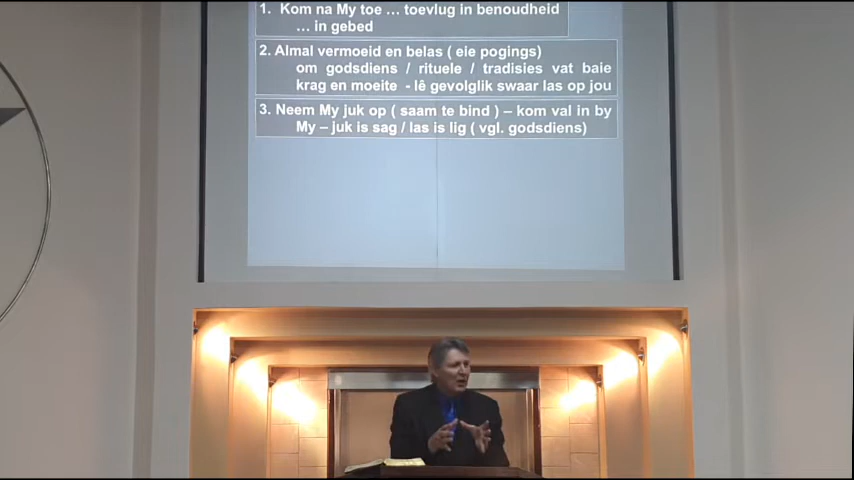 1. Kom na My toe ... toevlug in benoudheid
... in gebed
2. Almal vermoeid en belas ( eie pogings)
om godsdiens / rituele / tradisies vat baie
krag en moeite - lê gevolglik swaar las op jou
3. Neem My juk op ( saam te bind ) – kom val in by
My – juk is sag / las is lig ( vgl. godsdiens)